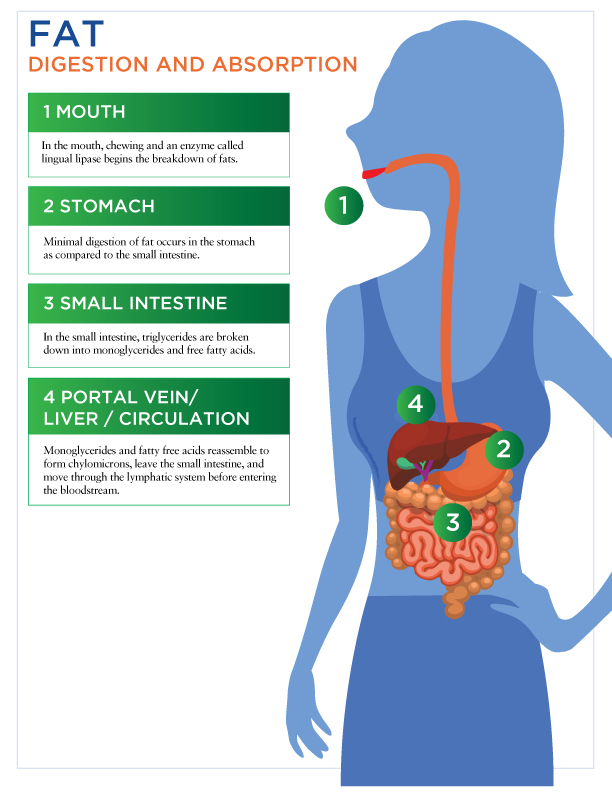 FAT
DIGESTION AND ABSORPTION
1 MOUTH
In the mouth, chewing and an enzyme called
lingual lipase begins the breakdown of fats.
2 STOMACH
Minimal digestion of fat occurs in the stomach
as compared to the small intestine.
3 SMALL INTESTINE
In the small intestine, triglycerides are broken
down into monoglycerides and free fatty acids.
4 PORTAL VEIN/
LIVER / CIRCULATION
Monoglycerides and fatty free acids reassemble to
form chylomicrons, leave the small intestine, and
move through the lymphatic system before entering
the bloodstream.
1
4
2
3